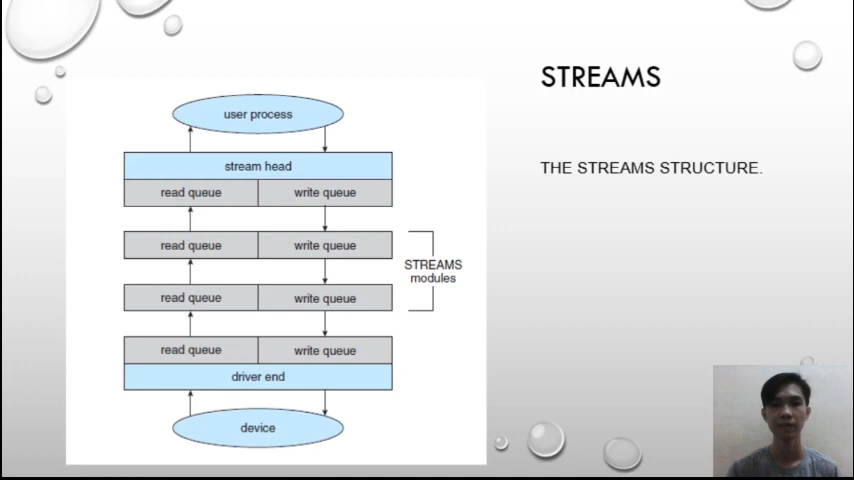 STREAMS
THE STREAMS STRUCTURE.
user process
stream head
read queue write queue
read queue write queue
STREAMS
modules
read queue write queue
read queue write queue
driver end
device